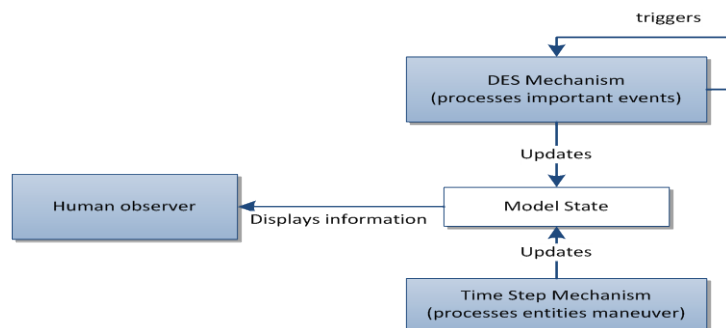 triggers
DES Mechanism
(processes important events)
Updates
Human observer
Displays information
Model State
Updates
Time Step Mechanism
(processes entities maneuver)